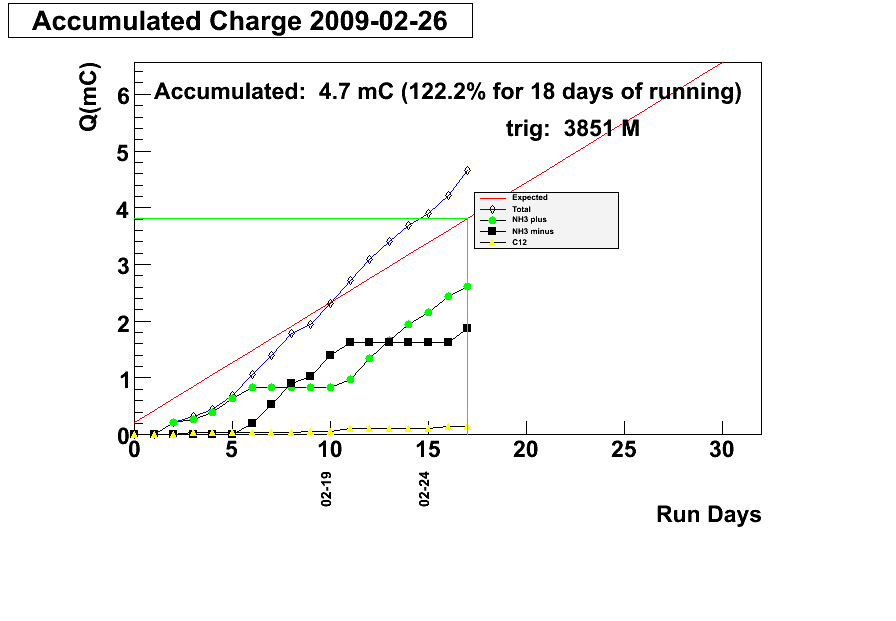 Accumulated Charge 2009-02-26
Q(mC)
Accumulated: 4.7 mC (122.2% for 18 days of running)
trig: 3851 M
6
5
4
3
2
1
0
Expected
Total
NH3 plus
NH3 minus
C12
0 5 10 15 20 25 30
02-19 02-24
Run Days